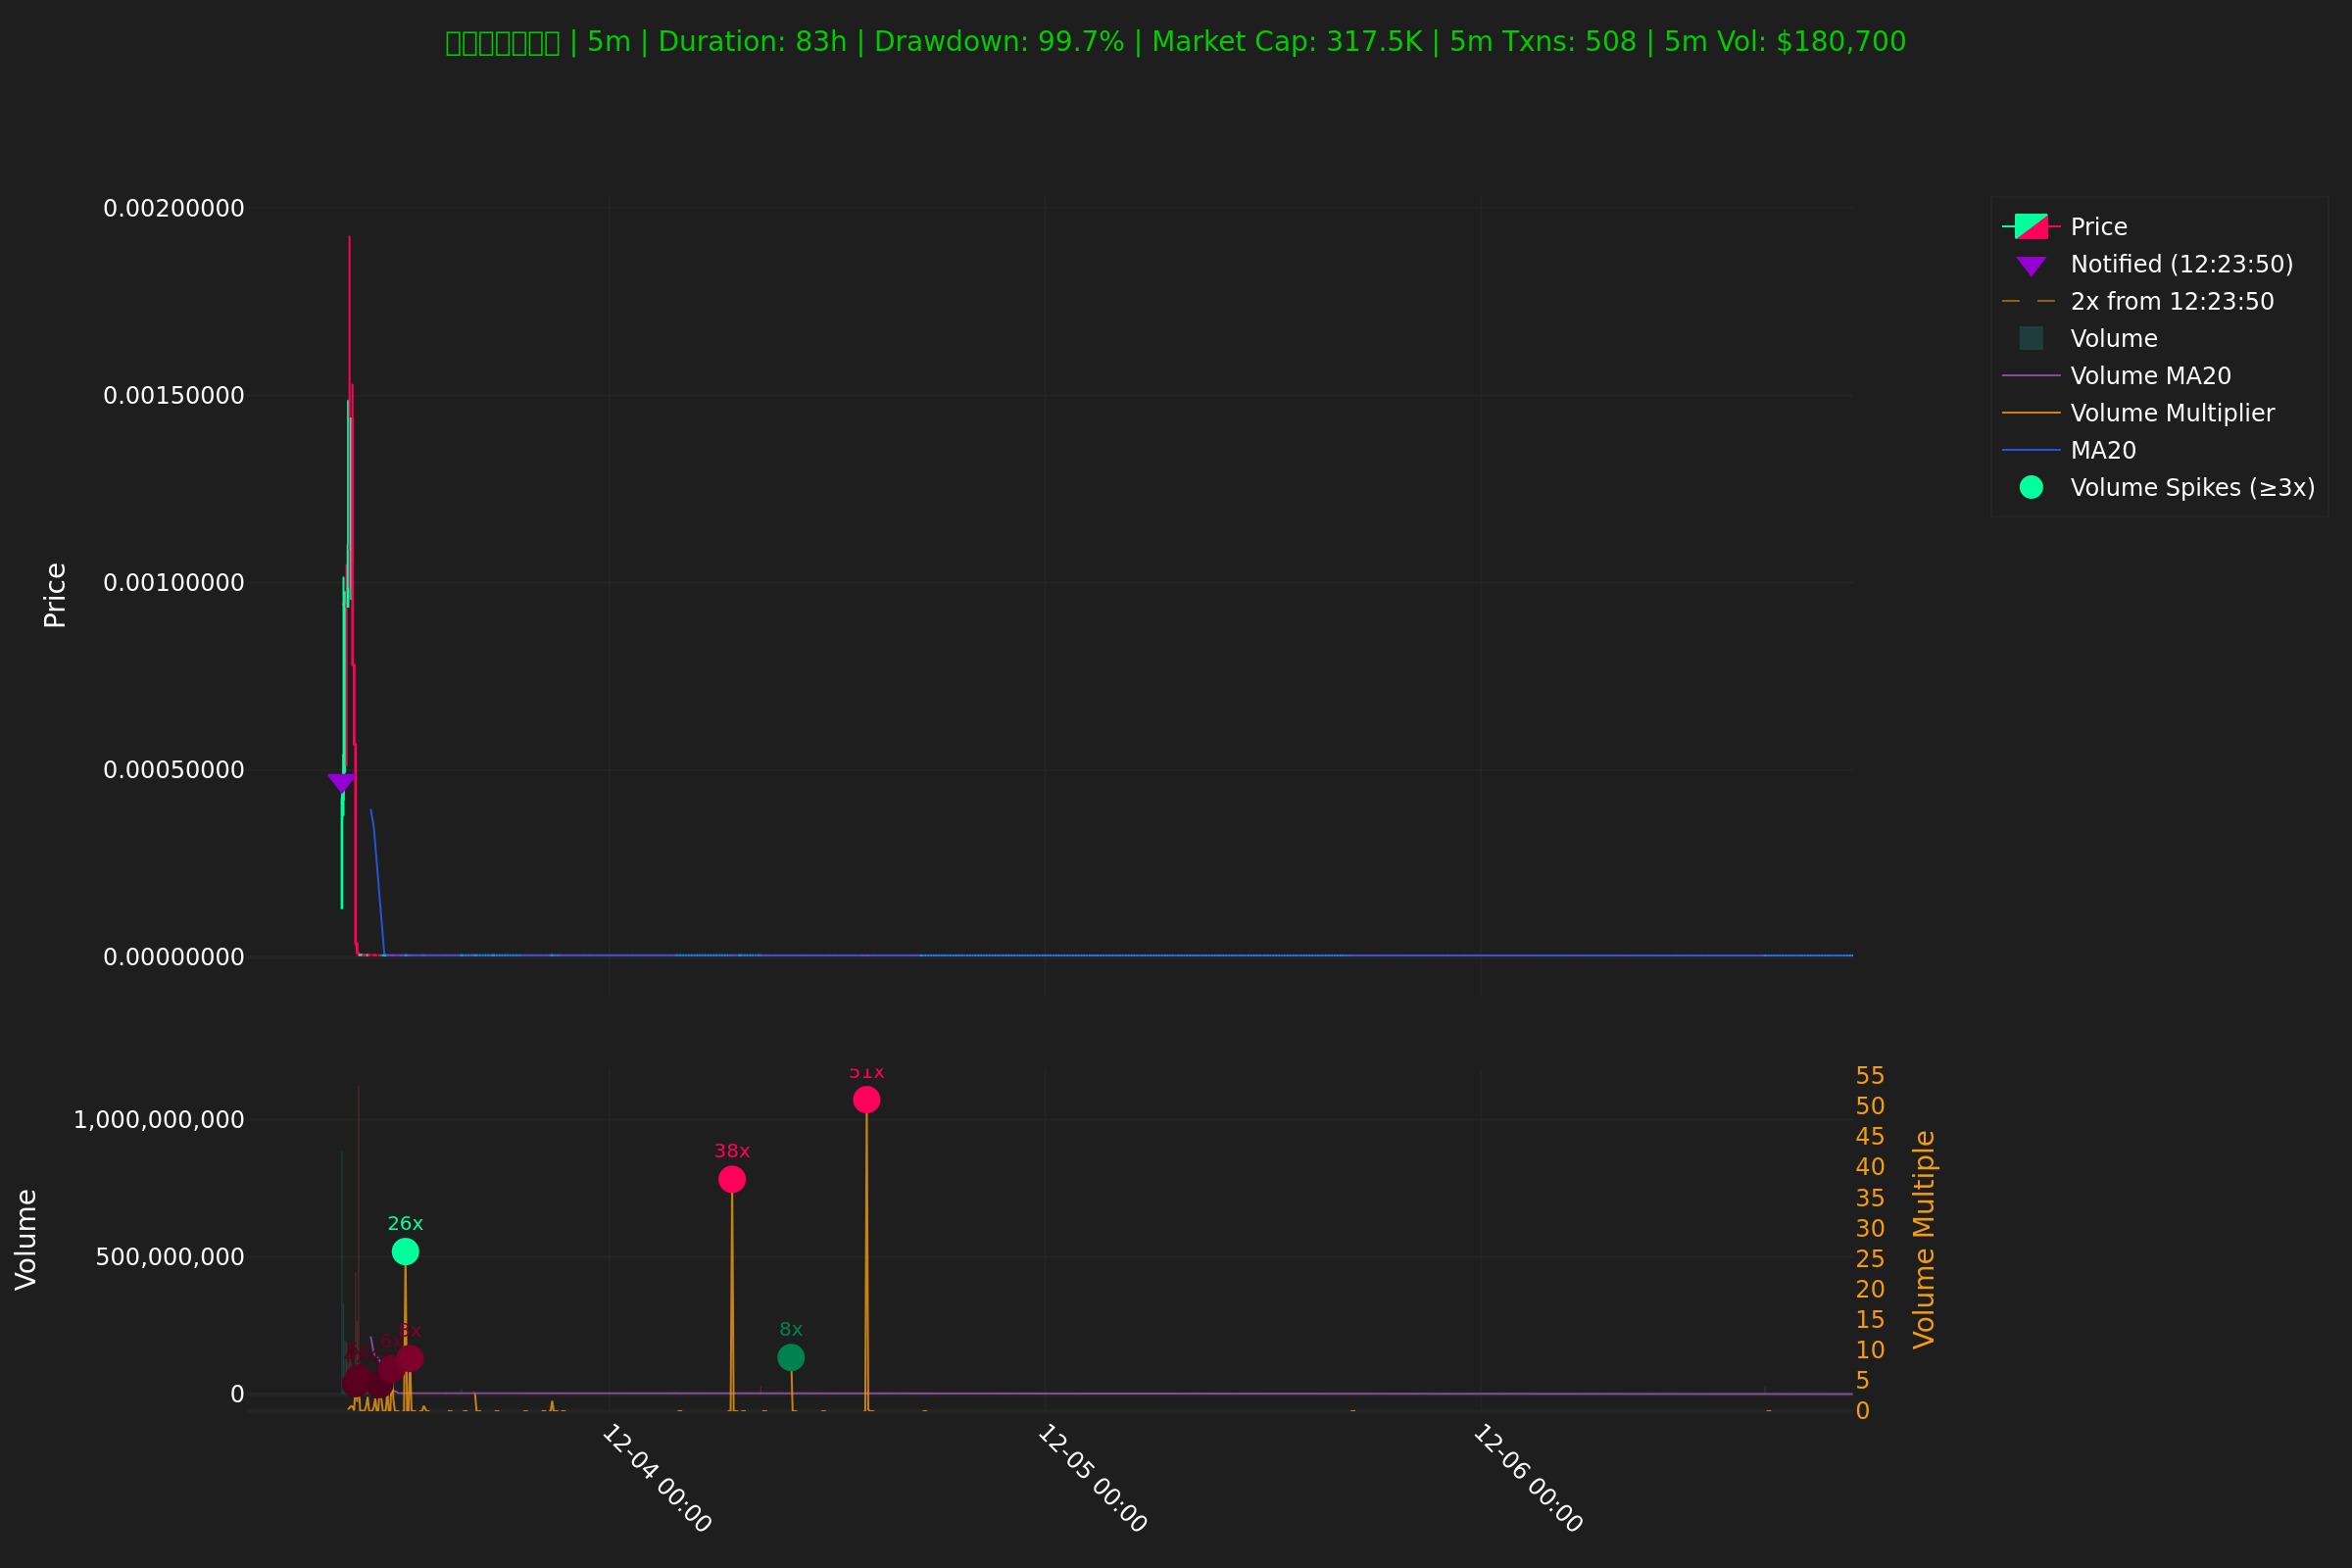 | 5m | Duration: 83h | Drawdown: 99.7% | Market Cap: 317.5K | 5m Txns: 508 | 5m Vol: $180,700
0.00200000
0.00150000
0.00100000
0.00050000
0.00000000
Price
Price
Notified (12:23:50)
2x from 12:23:50
Volume
Volume MA20
Volume Multiplier
MA20
Volume Spikes (≥3x)
1,000,000,000
500,000,000
0
Volume
26x
38x
8x
51x
55
50
45
40
35
30
25
20
15
10
5
0
Volume Multiple
12-04 00:00
12-05 00:00
12-06 00:00